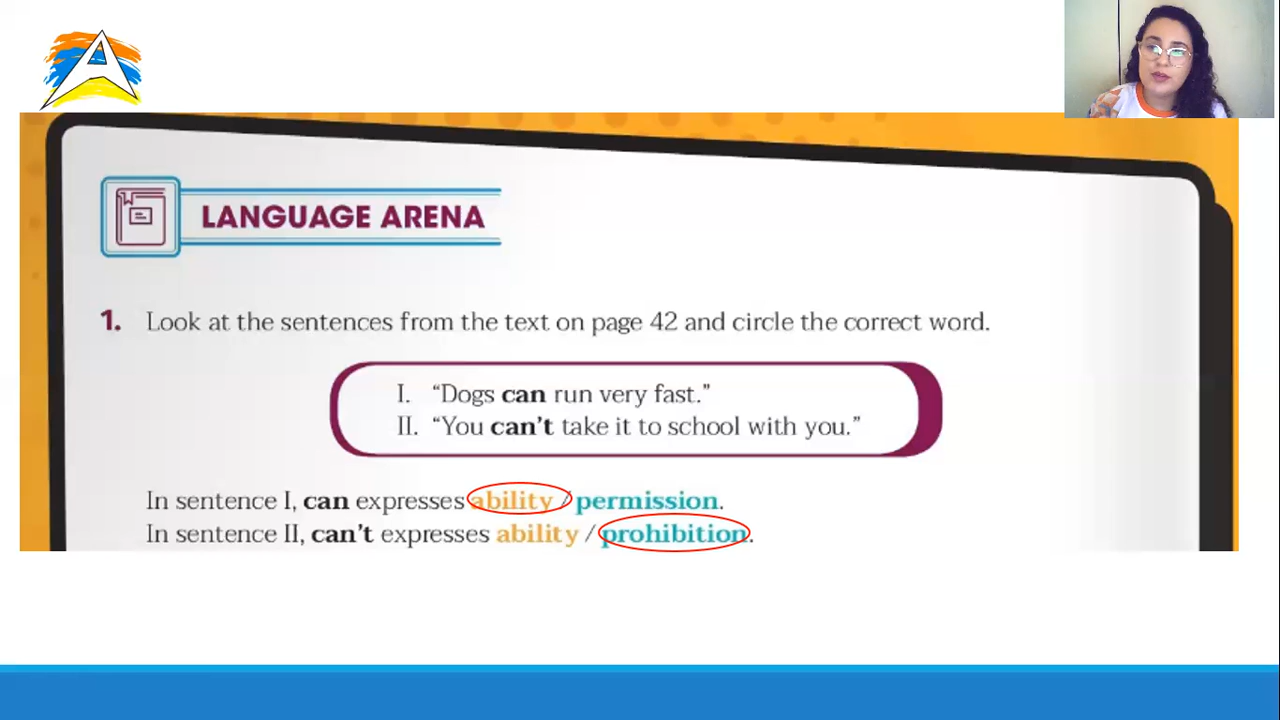 A
LANGUAGE ARENA
1. Look at the sentences from the text on page 42 and circle the correct word.
I. “Dogs can run very fast.”
II. “You can’t take it to school with you.”
In sentence I, can expresses ability / permission.
In sentence II, can’t expresses ability / prohibition.